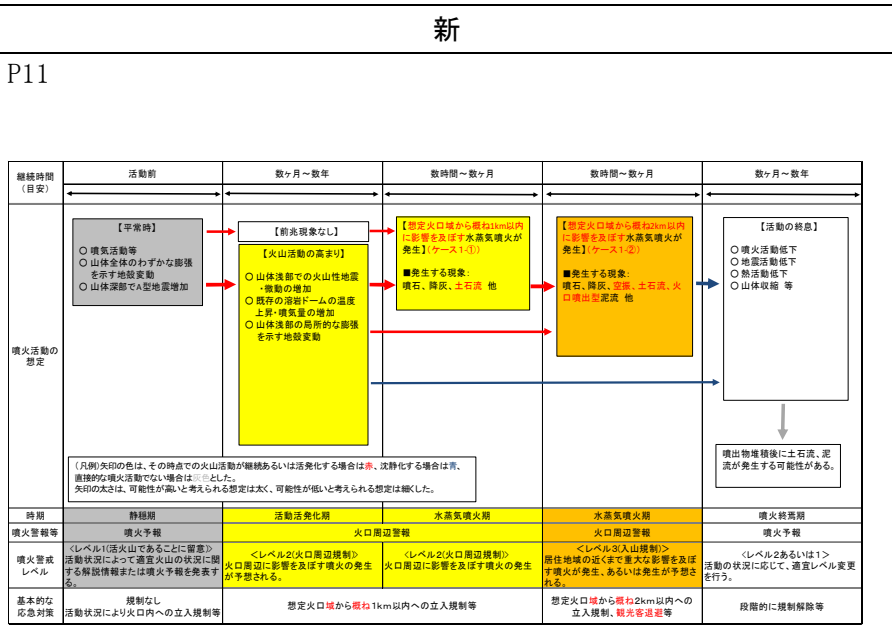 新
P11
継続時間
（目安）
活動前
数ヶ月～数年
数時間～数ヶ月
数時間～数ヶ月
数ヶ月～数年
噴火活動の
想定
【平常時】
○ 噴気活動等
○ 山体全体のわずかな膨張
を示す地殻変動
○ 山体深部でA型地震増加
【前兆現象なし】
【火山活動の高まり】
○ 山体浅部での火山性地震
・微動の増加
○ 既存の溶岩ドームの温度
上昇・噴気量の増加
○ 山体浅部の局所的な膨張
を示す地殻変動
【想定火口域から概ね1km以内
に影響を及ぼす水蒸気噴火が
発生】(ケース1-①)
■発生する現象：
噴石、降灰、土石流 他
【想定火口域から概ね2km以内
に影響を及ぼす水蒸気噴火が
発生】(ケース1-②)
■発生する現象：
噴石、降灰、空振、土石流、火
口噴出型泥流 他
【活動の終息】
○ 噴火活動低下
○ 地震活動低下
○ 熱活動低下
○ 山体収縮 等
噴出物堆積後に土石流、泥
流が発生する可能性がある。
（凡例）矢印の色は、その時点での火山活動が継続あるいは活発化する場合は赤、沈静化する場合は青、
直接的な噴火活動でない場合は灰色とした。
矢印の太さは、可能性が高いと考えられる想定は太く、可能性が低いと考えられる想定は細くした。
時期
静穏期
活動活発化期
水蒸気噴火期
水蒸気噴火期
噴火終焉期
噴火警報等
噴火予報
火口周辺警報
火口周辺警報
噴火予報
噴火警戒
レベル
<レベル1(活火山であることに留意)>
活動状況によって適宜火山の状況に関
する解説情報または噴火予報を発表す
る。
<レベル2(火口周辺規制)>
火口周辺に影響を及ぼす噴火の発生
が予想される。
<レベル2(火口周辺規制)>
火口周辺に影響を及ぼす噴火の発生
<レベル3(入山規制)>
居住地域の近くまで重大な影響を及ぼ
す噴火が発生、あるいは発生が予想さ
れる。
<レベル2あるいは1>
活動の状況に応じて、適宜レベル変更
を行う。
基本的な
応急対策
規制なし
活動状況により火口内への立入規制等
想定火口域から概ね1km以内への立入規制等
想定火口域から概ね2km以内への
立入規制、観光客退避等
段階的に規制解除等